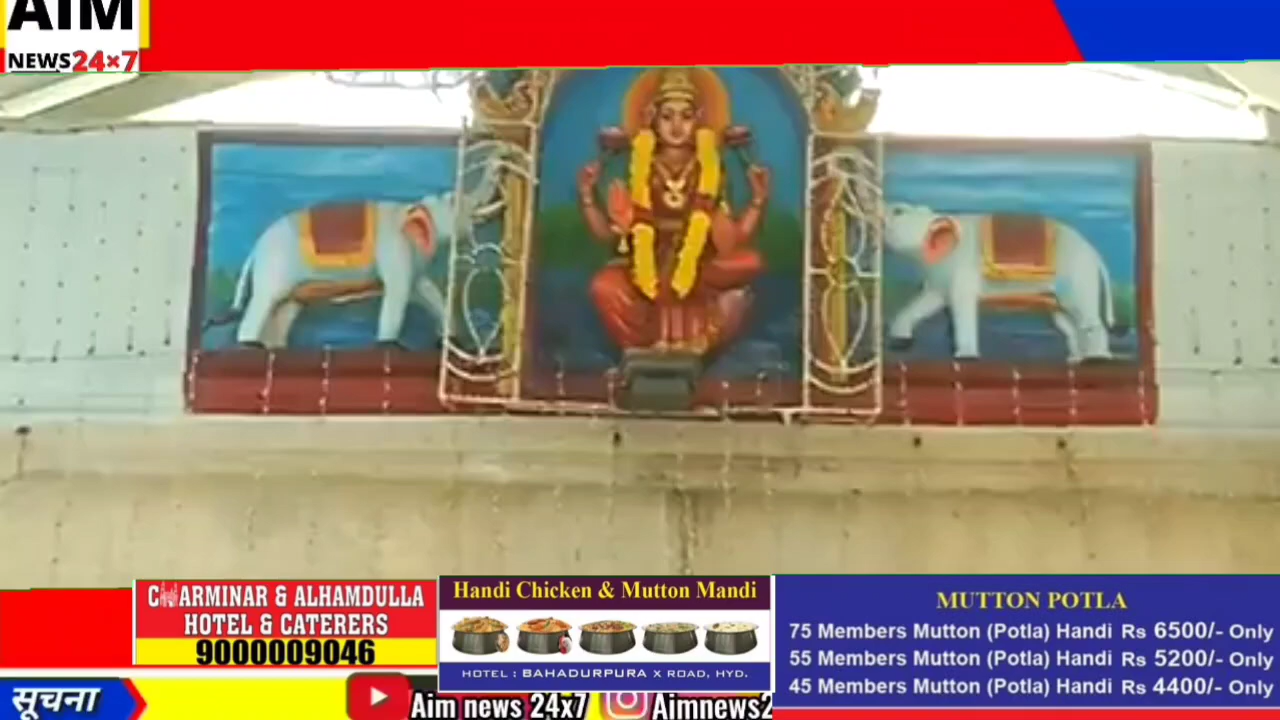 AIM
NEWS24×7
CHARMINAR & ALHAMDULLA
HOTEL & CATERERS
9000009046
Handi Chicken & Mutton Mandi
HOTEL : BAHADURPURA X ROAD, HYD.
MUTTON POTLA
75 Members Mutton (Potla) Handi Rs 6500/- Only
55 Members Mutton (Potla) Handi Rs 5200/- Only
45 Members Mutton (Potla) Handi Rs 4400/- Only
सूचना
Aim news 24x7
Aimnews2